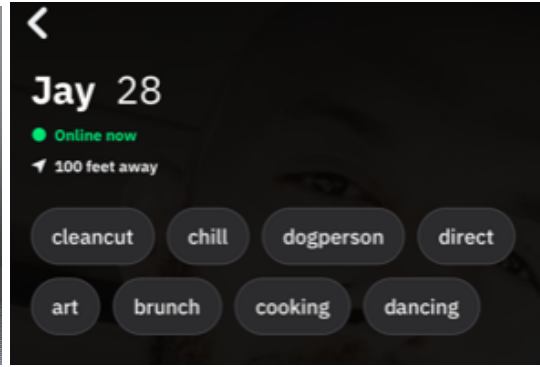 Jay 28
Online now
100 feet away
cleancut chill dogperson direct
art brunch cooking dancing